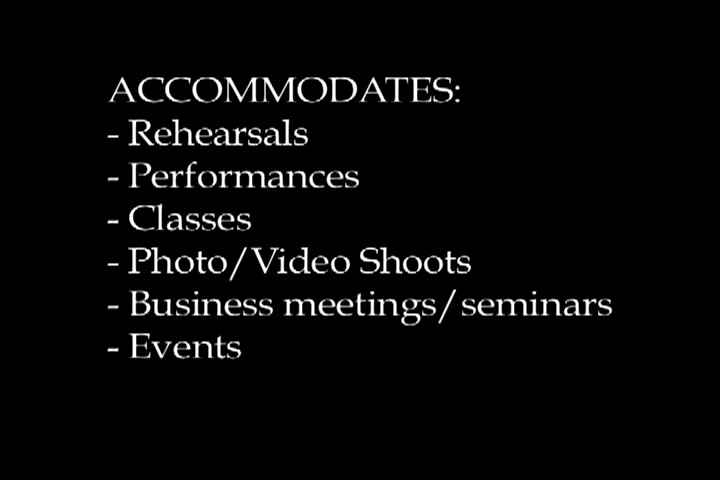 ACCOMMODATES:
- Rehearsals
- Performances
- Classes
- Photo/Video Shoots
- Business meetings/seminars
- Events